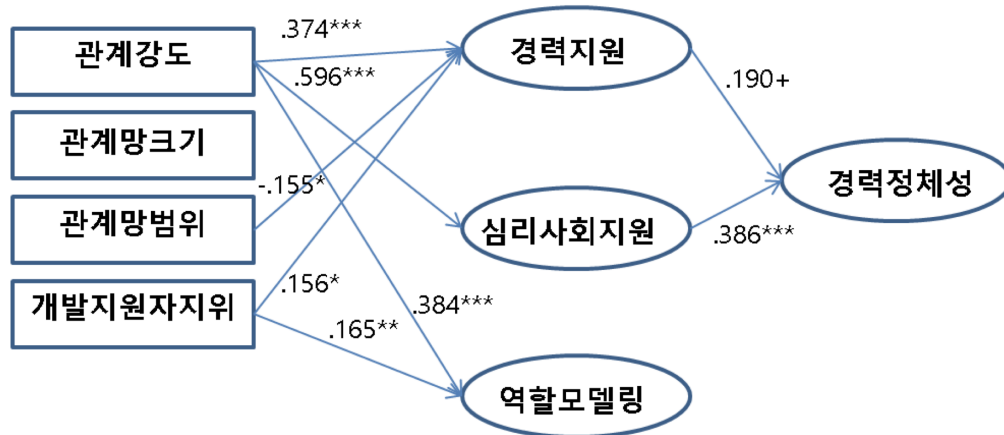 관계강도
.374***
경력지원
.596***
.190+
관계망크기
경력정체성
-.155*
관계망범위
심리사회지원
.386***
.156*
개발지원자지위
.384***
.165**
역할모델링